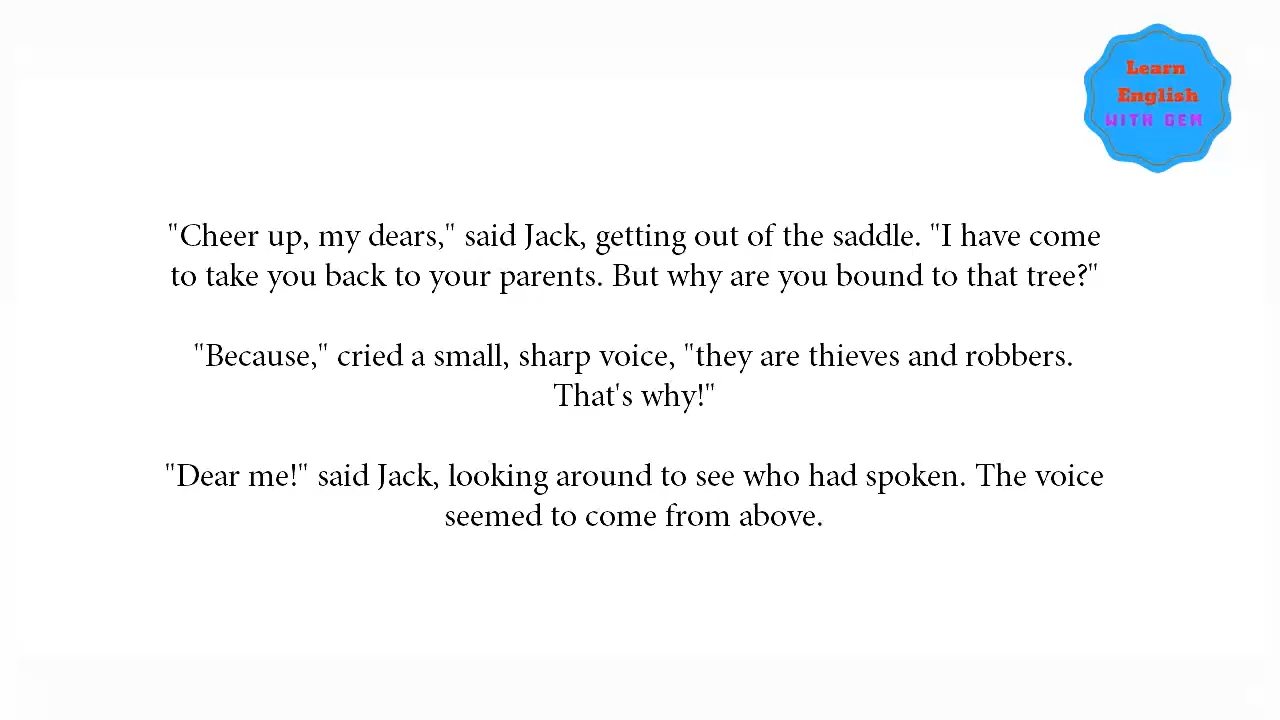 Learn
English
WITH GEM
"Cheer up, my dears," said Jack, getting out of the saddle. "I have come
to take you back to your parents. But why are you bound to that tree?"
"Because," cried a small, sharp voice, "they are thieves and robbers.
That's why!"
"Dear me!" said Jack, looking around to see who had spoken. The voice
seemed to come from above.